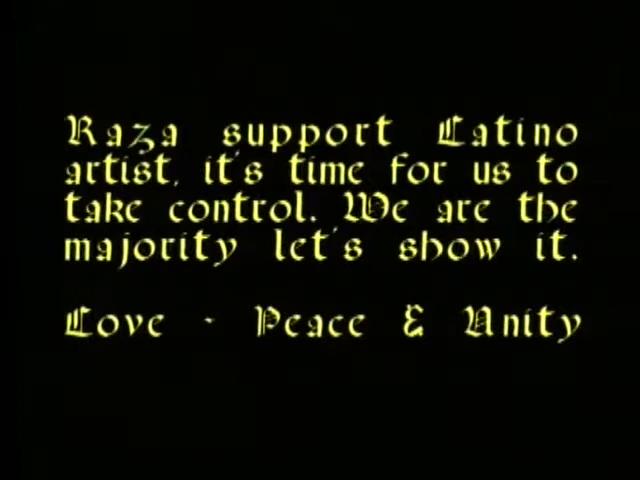 Raza support Latino
artist, it's time for us to
take control. We are the
majority let's show it.
Love - Peace & Unity